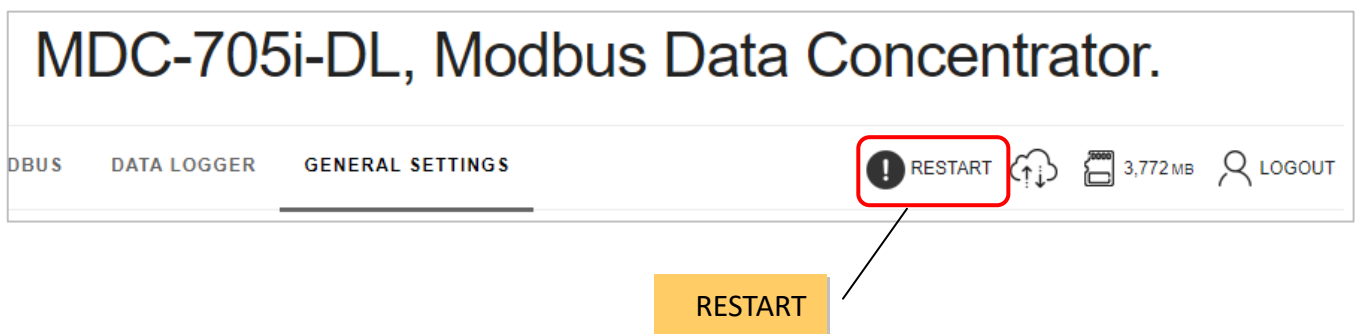 MDC-705i-DL, Modbus Data Concentrator.
DBUS DATA LOGGER GENERAL SETTINGS RESTART 3,772 MB LOGOUT
RESTART